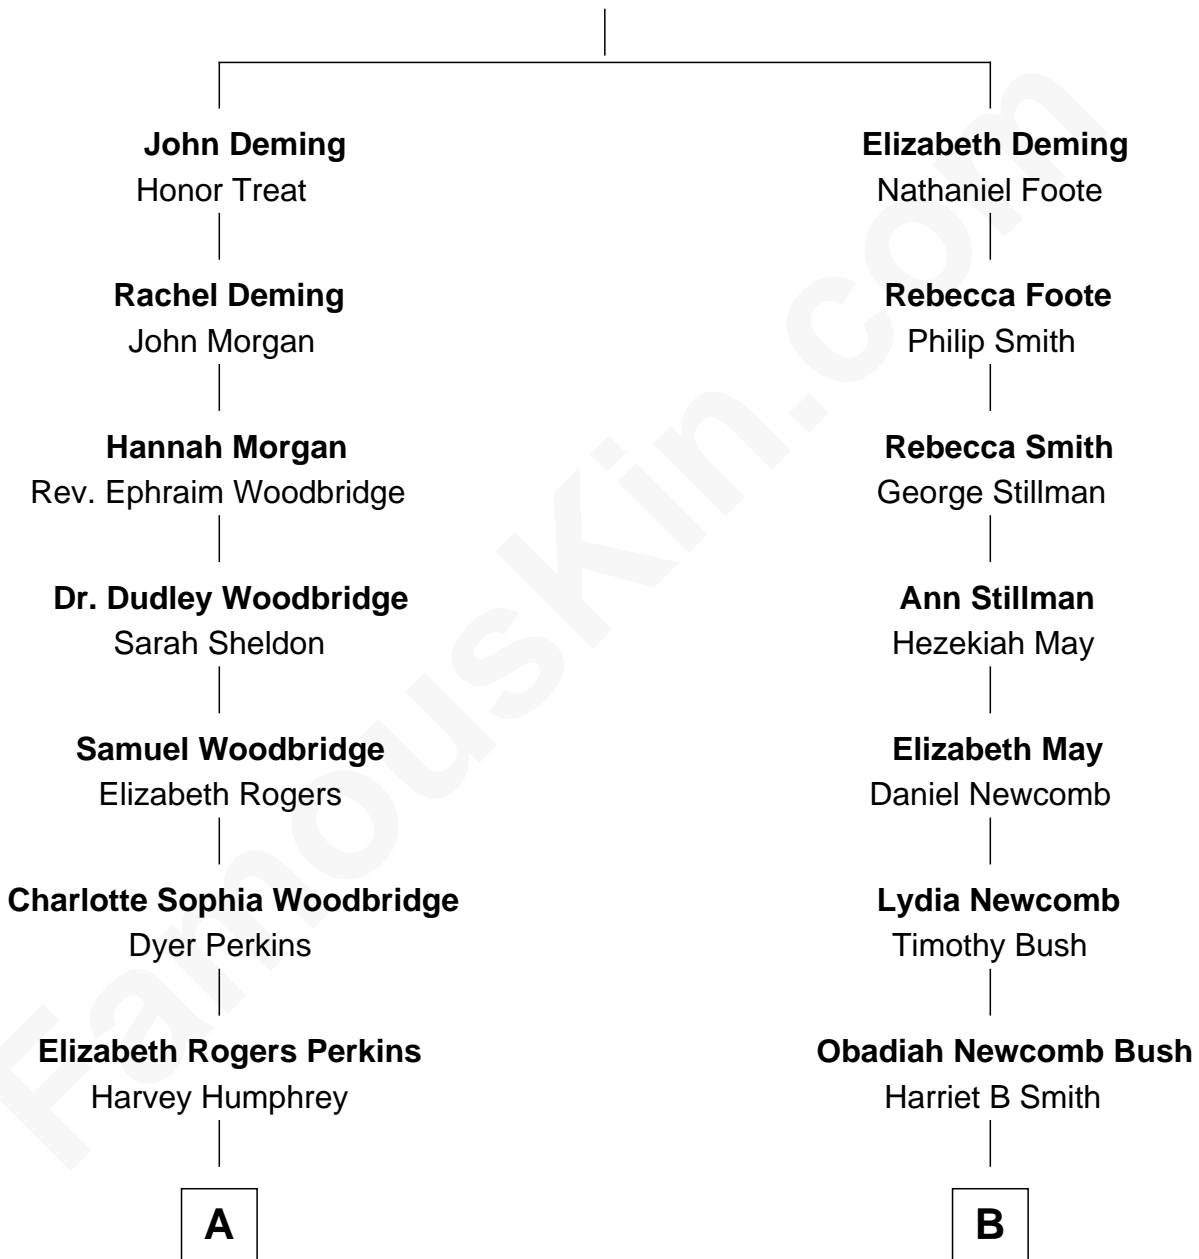 John Deming
Honor Treat
Elizabeth Deming
Nathaniel Foote
Rachel Deming
John Morgan
Rebecca Foote
Philip Smith
Hannah Morgan
Rev. Ephraim Woodbridge
Rebecca Smith
George Stillman
Dr. Dudley Woodbridge
Sarah Sheldon
Ann Stillman
Hezekiah May
Samuel Woodbridge
Elizabeth Rogers
Elizabeth May
Daniel Newcomb
Charlotte Sophia Woodbridge
Dyer Perkins
Lydia Newcomb
Timothy Bush
Elizabeth Rogers Perkins
Harvey Humphrey
Obadiah Newcomb Bush
Harriet B Smith
A
B
FamousKin.com